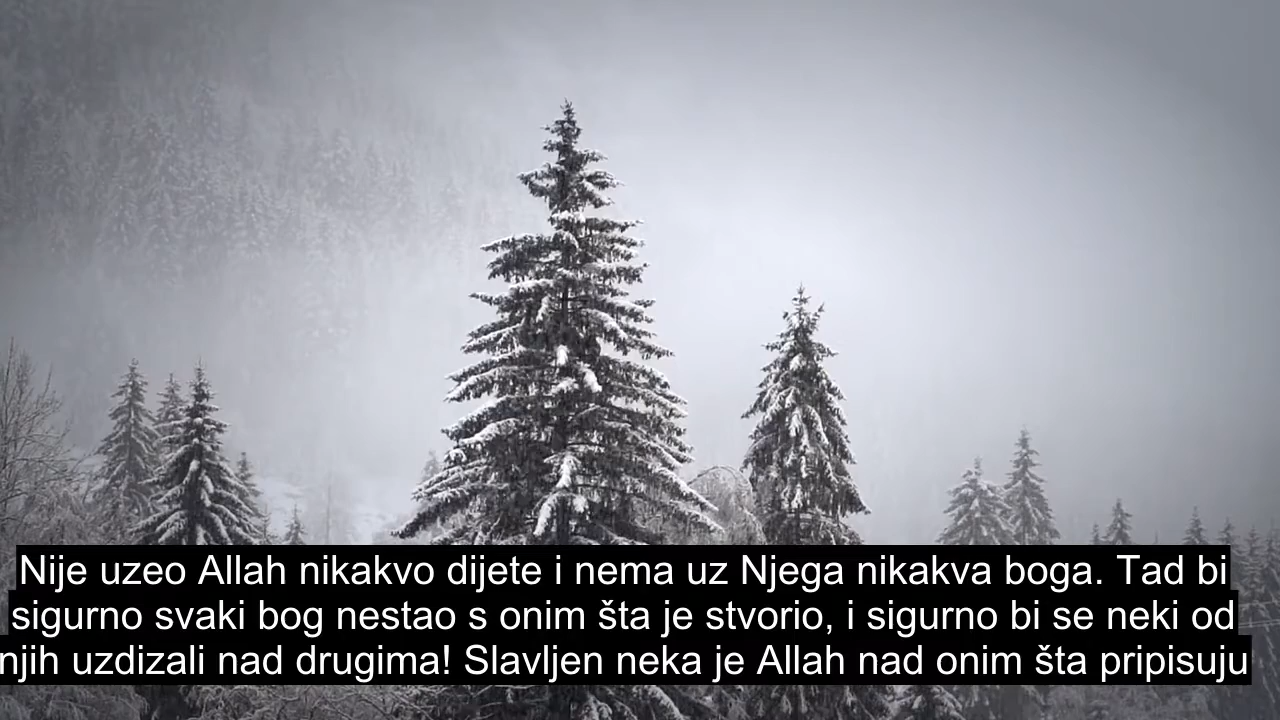 Nije uzeo Allah nikakvo dijete i nema uz Njega nikakva boga. Tad bi
sigurno svaki bog nestao s onim šta je stvorio, i sigurno bi se neki od
njih uzdizali nad drugima! Slavljen neka je Allah nad onim šta pripisuju